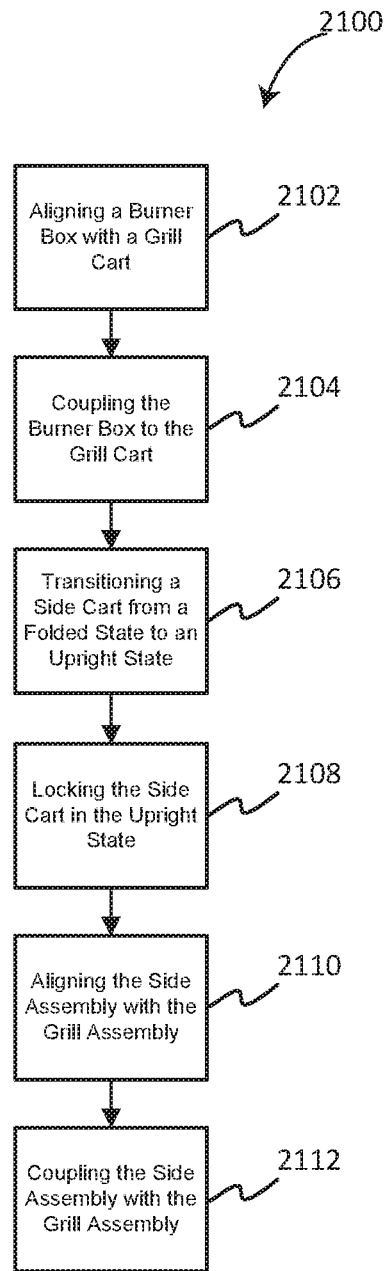 2100
Aligning a Burner
Box with a Grill
Cart
2102
Coupling the
Burner Box to the
Grill Cart
2104
Transitioning a
Side Cart from a
Folded State to an
Upright State
2106
Locking the Side
Cart in the Upright
State
2108
Aligning the Side
Assembly with the
Grill Assembly
2110
Coupling the Side
Assembly with the
Grill Assembly
2112